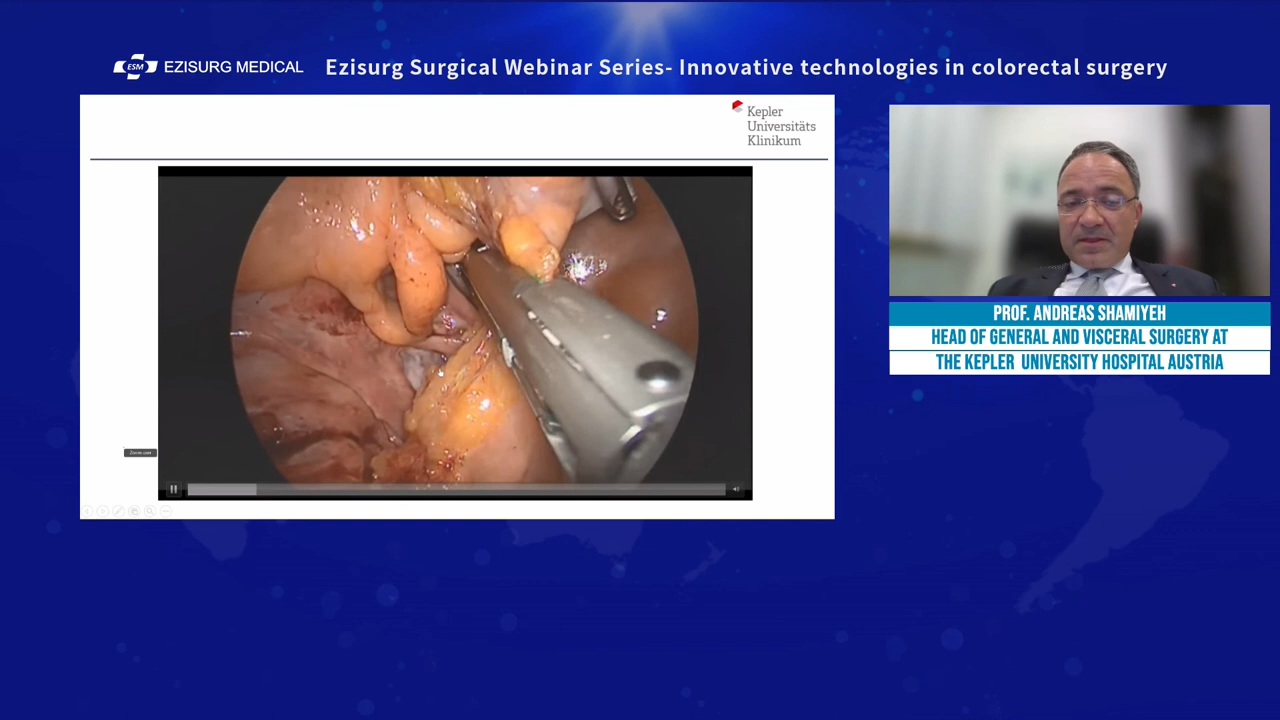 ESM EZISURG MEDICAL
Ezisurg Surgical Webinar Series- Innovative technologies in colorectal surgery
Kepler
Universitäts
Klinikum
PROF. ANDREAS SHAMIYEH
HEAD OF GENERAL AND VISCERAL SURGERY AT
THE KEPLER UNIVERSITY HOSPITAL AUSTRIA